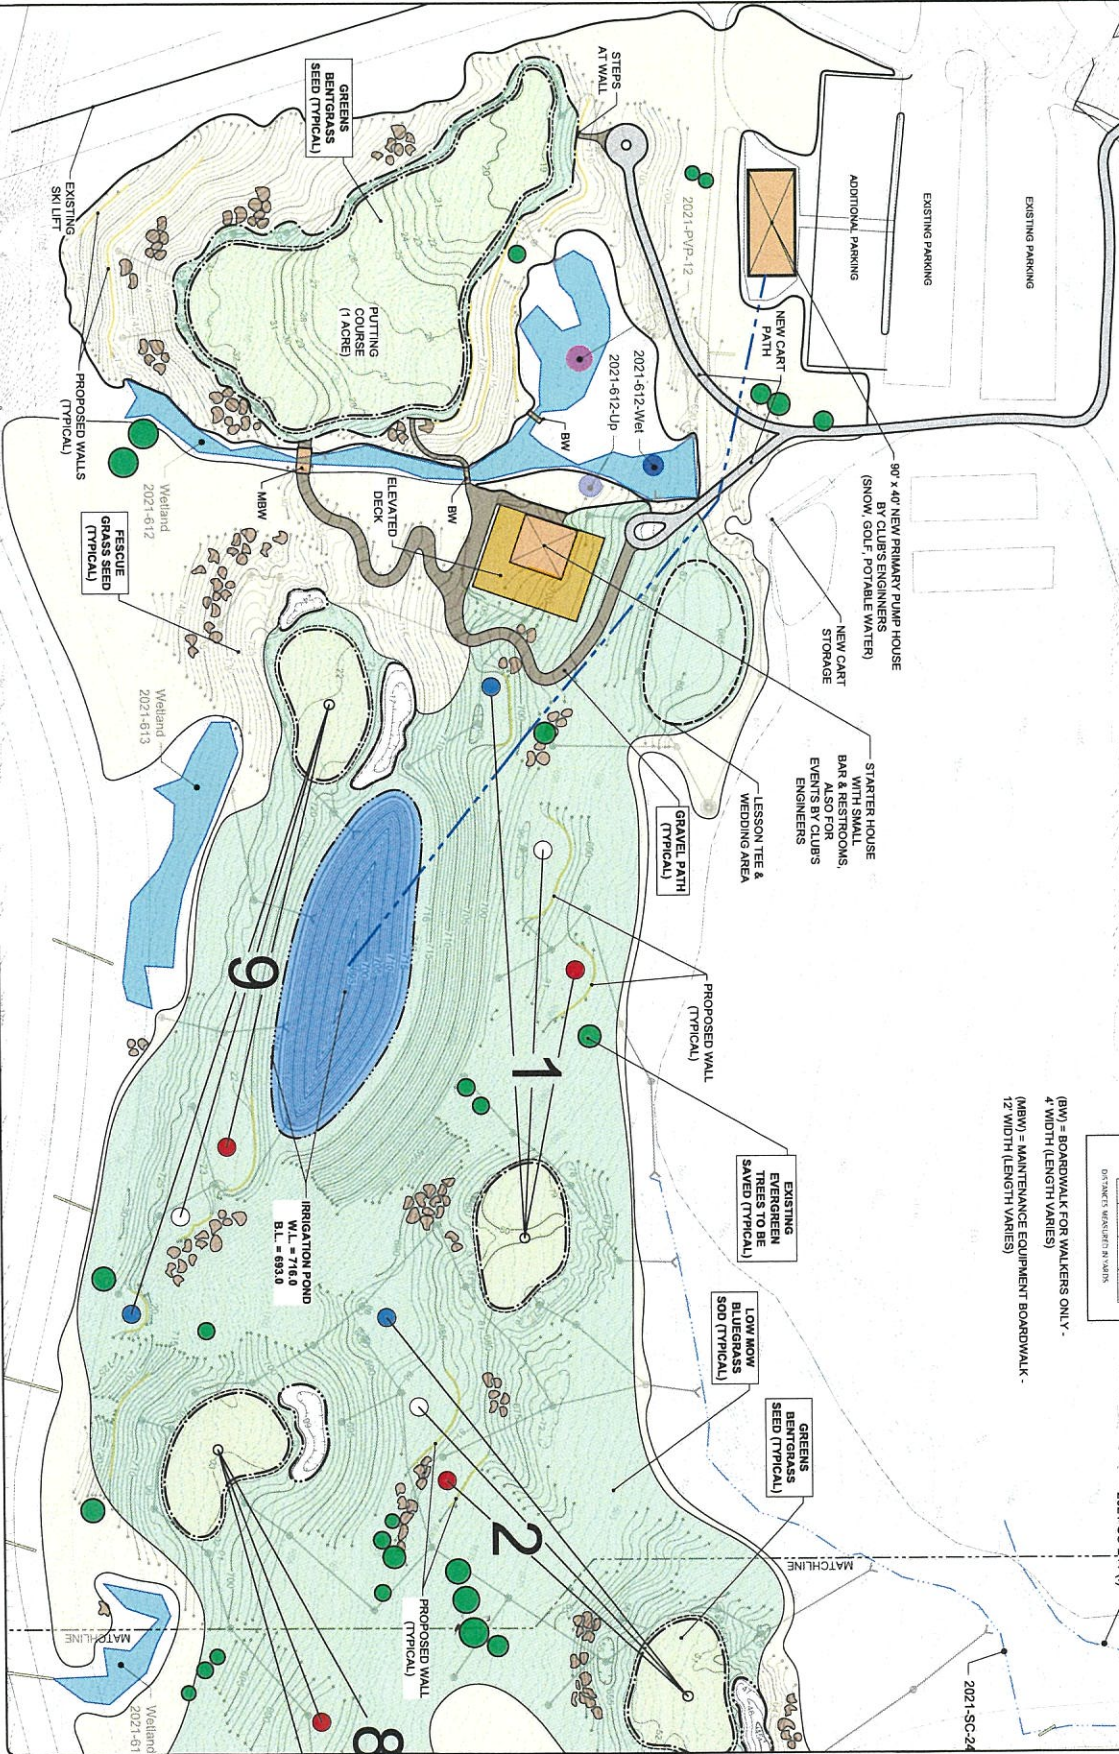 EXISTING PARKING
EXISTING PARKING
ADDITIONAL PARKING
STEPS
AT WALL
GREENS
BENTGRASS
SEED (TYPICAL)
EXISTING
SKI LIFT
PROPOSED WALLS
(TYPICAL)
PUTTING
COURSE
(1 ACRE)
2021-PVP-12
NEW CART
PATH
2021-612-Wet
2021-612-Up
BW
BW
MBW
ELEVATED
DECK
Wetland
2021-612
FESCUE
GRASS SEED
(TYPICAL)
Wetland
2021-613
90' x 40' NEW PRIMARY PUMP HOUSE
BY CLUB'S ENGINNERS
(SNOW, GOLF, POTABLE WATER)
NEW CART
STORAGE
STARTER HOUSE
WITH SMALL
BAR & RESTROOMS,
ALSO FOR
EVENTS BY CLUB'S
ENGINEERS
LESSON TEE &
WEDDING AREA
GRAVEL PATH
(TYPICAL)
PROPOSED WALL
(TYPICAL)
9
1
EXISTING
EVERGREEN
TREES TO BE
SAVED (TYPICAL)
IRRIGATION POND
W.L. = 716.0
B.L. = 693.0
LOW MOW
BLUEGRASS
SOD (TYPICAL)
GREENS
BENTGRASS
SEED (TYPICAL)
2
PROPOSED WALL
(TYPICAL)
8
MATCHLINE
MATCHLINE
Wetland
2021-61
2021-SC-24
DISTANCES MEASURED IN YARDS
(BW) = BOARDWALK FOR WALKERS ONLY -
4' WIDTH (LENGTH VARIES)
(MBW) = MAINTENANCE EQUIPMENT BOARDWALK -
12' WIDTH (LENGTH VARIES)